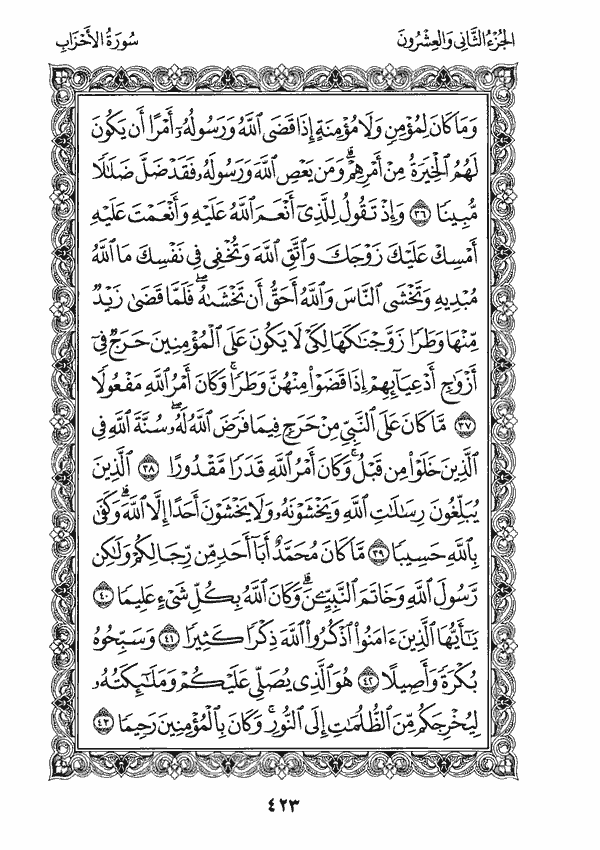 الجُزْءُ الثَّانِي وَالعِشْرُونَ
سُورَةُ الأَحْزَابِ
وَمَا كَانَ لِمُؤْمِنٍ وَلَا مُؤْمِنَةٍ إِذَا قَضَى ٱللَّهُ وَرَسُولُهُۥٓ أَمْرًا أَن يَكُونَ
لَهُمُ ٱلْخِيَرَةُ مِنْ أَمْرِهِمْ ۗ وَمَن يَعْصِ ٱللَّهَ وَرَسُولَهُۥ فَقَدْ ضَلَّ ضَلَٰلًا
مُّبِينًا ٣٦ وَإِذْ تَقُولُ لِلَّذِىٓ أَنْعَمَ ٱللَّهُ عَلَيْهِ وَأَنْعَمْتَ عَلَيْهِ
أَمْسِكْ عَلَيْكَ زَوْجَكَ وَٱتَّقِ ٱللَّهَ وَتُخْفِى فِى نَفْسِكَ مَا ٱللَّهُ
مُبْدِيهِ وَتَخْشَى ٱلنَّاسَ وَٱللَّهُ أَحَقُّ أَن تَخْشَىٰهُ ۖ فَلَمَّا قَضَىٰ زَيْدٌ
مِّنْهَا وَطَرًا زَوَّجْنَٰكَهَا لِكَىْ لَا يَكُونَ عَلَى ٱلْمُؤْمِنِينَ حَرَجٌ فِىٓ
أَزْوَٰجِ أَدْعِيَآئِهِمْ إِذَا قَضَوْا۟ مِنْهُنَّ وَطَرًا ۚ وَكَانَ أَمْرُ ٱللَّهِ مَفْعُولًا
٣٧ مَّا كَانَ عَلَى ٱلنَّبِىِّ مِنْ حَرَجٍ فِيمَا فَرَضَ ٱللَّهُ لَهُۥ ۖ سُنَّةَ ٱللَّهِ فِى
ٱلَّذِينَ خَلَوْا۟ مِن قَبْلُ ۚ وَكَانَ أَمْرُ ٱللَّهِ قَدَرًا مَّقْدُورًا ٣٨ ٱلَّذِينَ
يُبَلِّغُونَ رِسَٰلَٰتِ ٱللَّهِ وَيَخْشَوْنَهُۥ وَلَا يَخْشَوْنَ أَحَدًا إِلَّا ٱللَّهَ ۗ وَكَفَىٰ
بِٱللَّهِ حَسِيبًا ٣٩ مَّا كَانَ مُحَمَّدٌ أَبَآ أَحَدٍ مِّن رِّجَالِكُمْ وَلَٰكِن
رَّسُولَ ٱللَّهِ وَخَاتَمَ ٱلنَّبِيِّۦنَ ۗ وَكَانَ ٱللَّهُ بِكُلِّ شَىْءٍ عَلِيمًا ٤٠
يَٰٓأَيُّهَا ٱلَّذِينَ ءَامَنُوا۟ ٱذْكُرُوا۟ ٱللَّهَ ذِكْرًا كَثِيرًا ٤١ وَسَبِّحُوهُ
بُكْرَةً وَأَصِيلًا ٤٢ هُوَ ٱلَّذِى يُصَلِّى عَلَيْكُمْ وَمَلَٰٓئِكَتُهُۥ
لِيُخْرِجَكُم مِّنَ ٱلظُّلُمَٰتِ إِلَى ٱلنُّورِ ۚ وَكَانَ بِٱلْمُؤْمِنِينَ رَحِيمًا ٤٣
٤٢٣